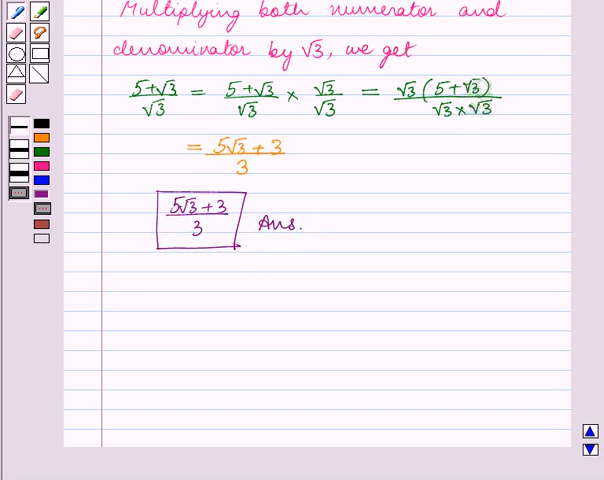 Multiplying both numerator and
denominator by √3, we get
5+√3/√3 = 5+√3/√3 × √3/√3 = √3(5+√3)/√3×√3
= 5√3+3/3
5√3+3/3 Ans.